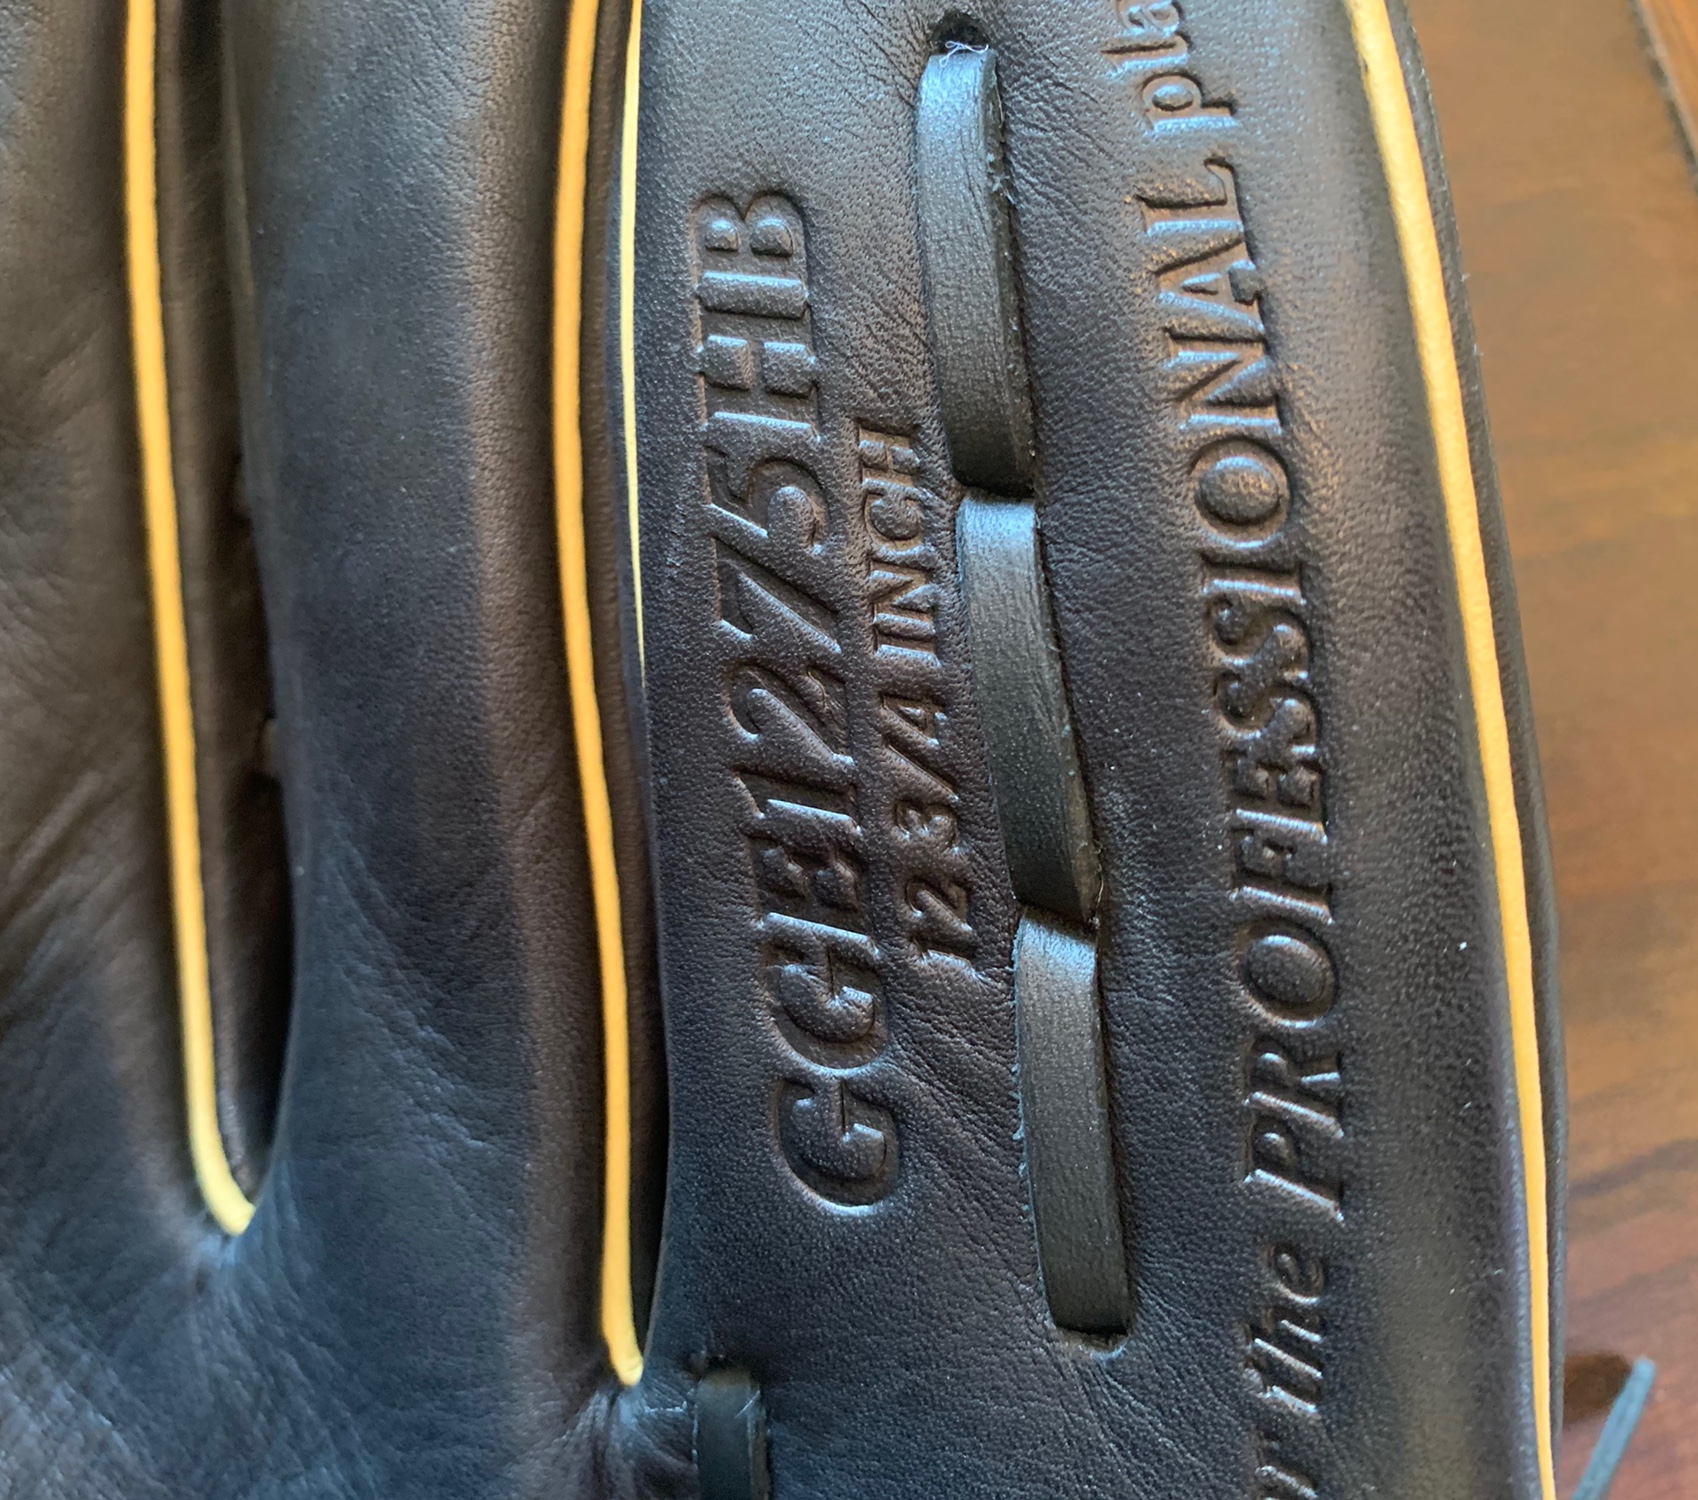 GGE1275HB
12 3/4 INCH
the PROFESSIONAL pla